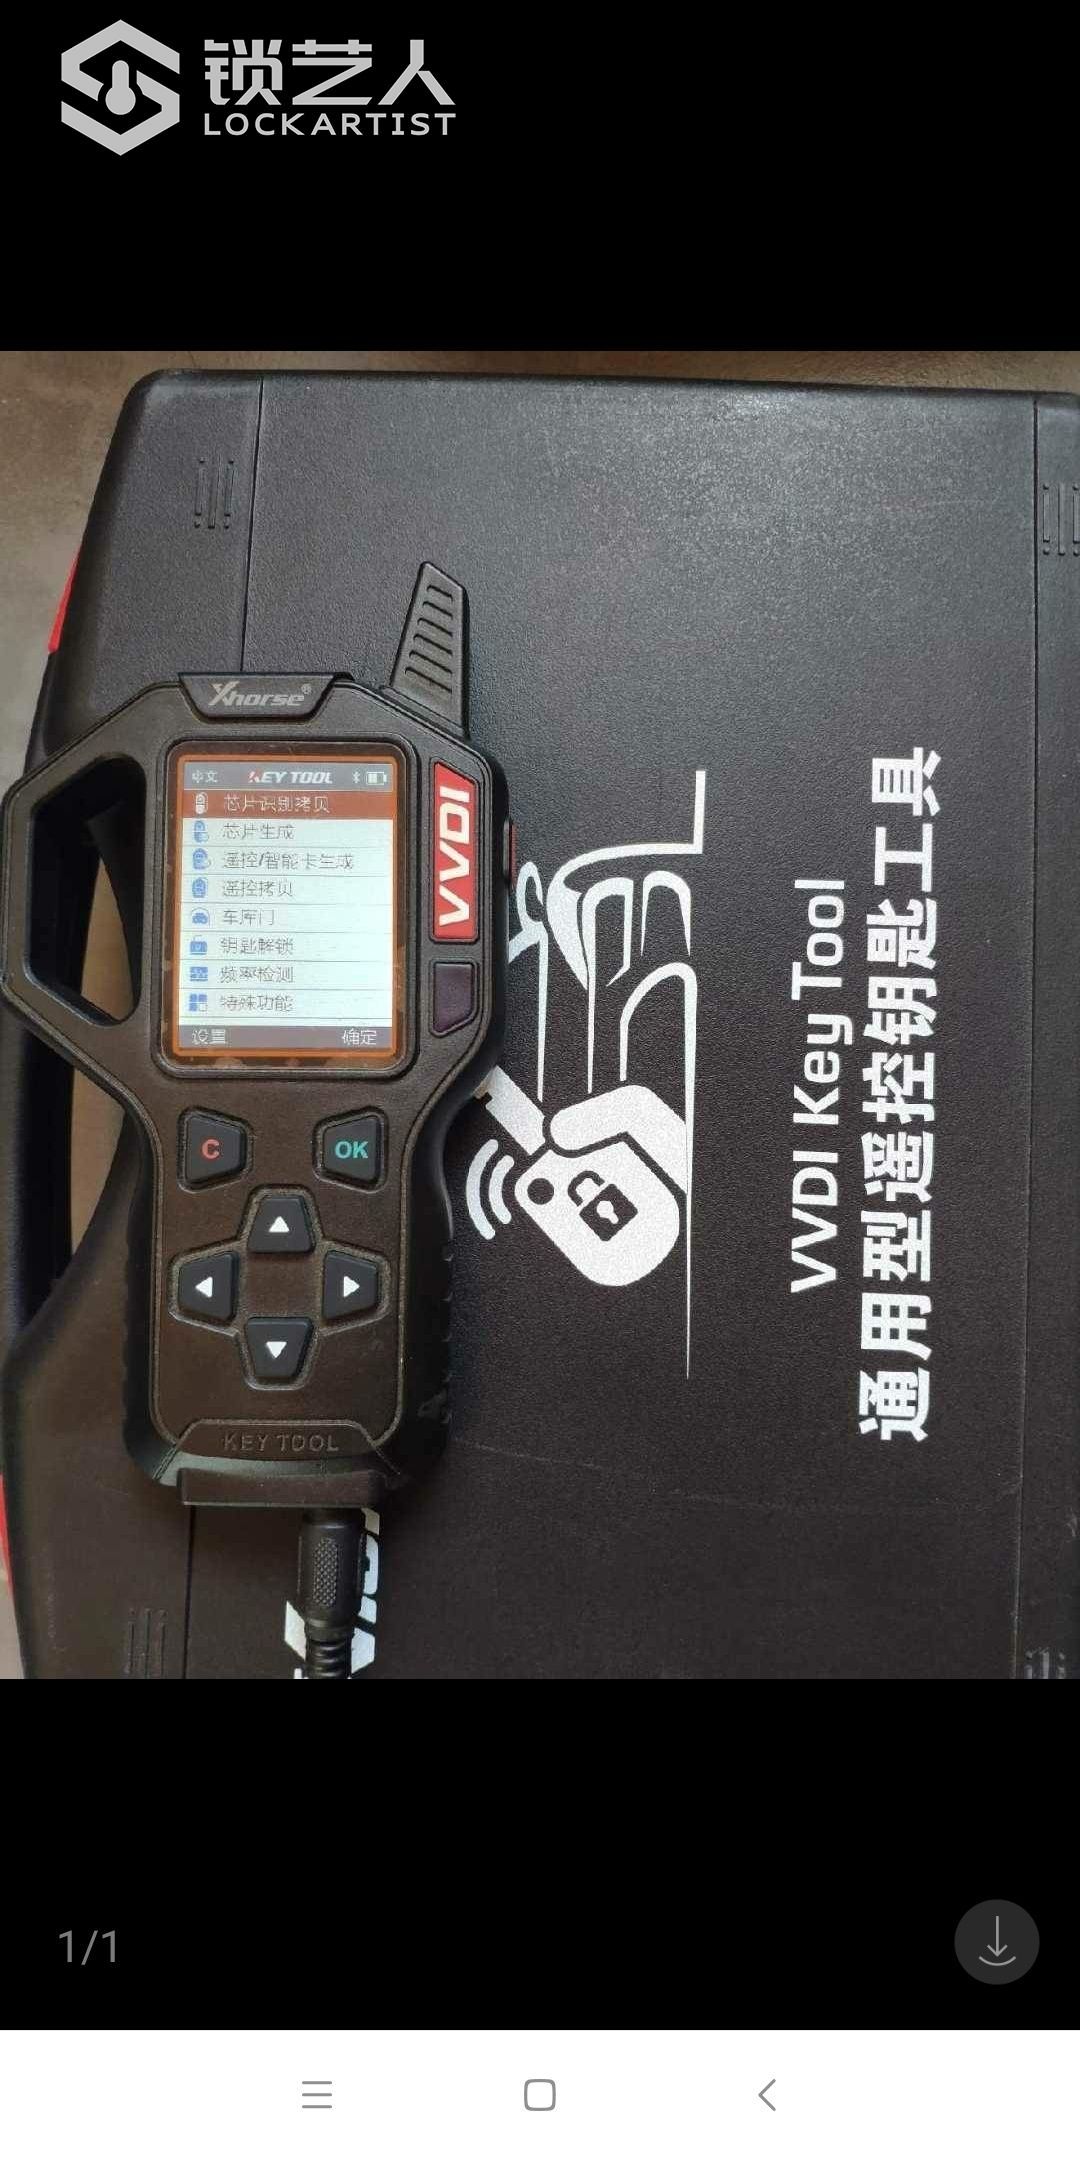 锁艺人
LOCKARTIST
Xhorse®
中文 KEY TOOL
芯片识别拷贝
芯片生成
遥控/智能卡生成
遥控拷贝
车库门
钥匙解锁
频率检测
特殊功能
设置 确定
VVDI
C OK
KEY TOOL
VVDI Key Tool
通用型遥控钥匙工具
1/1